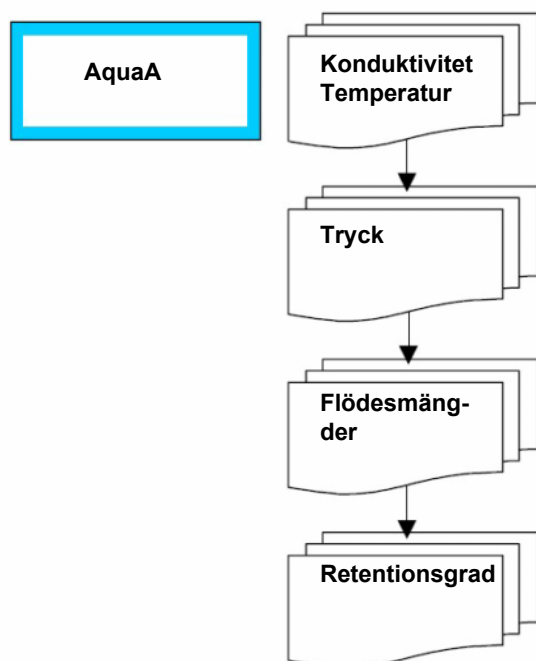 AquaA
Konduktivitet
Temperatur
Tryck
Flödesmäng-
der
Retentionsgrad